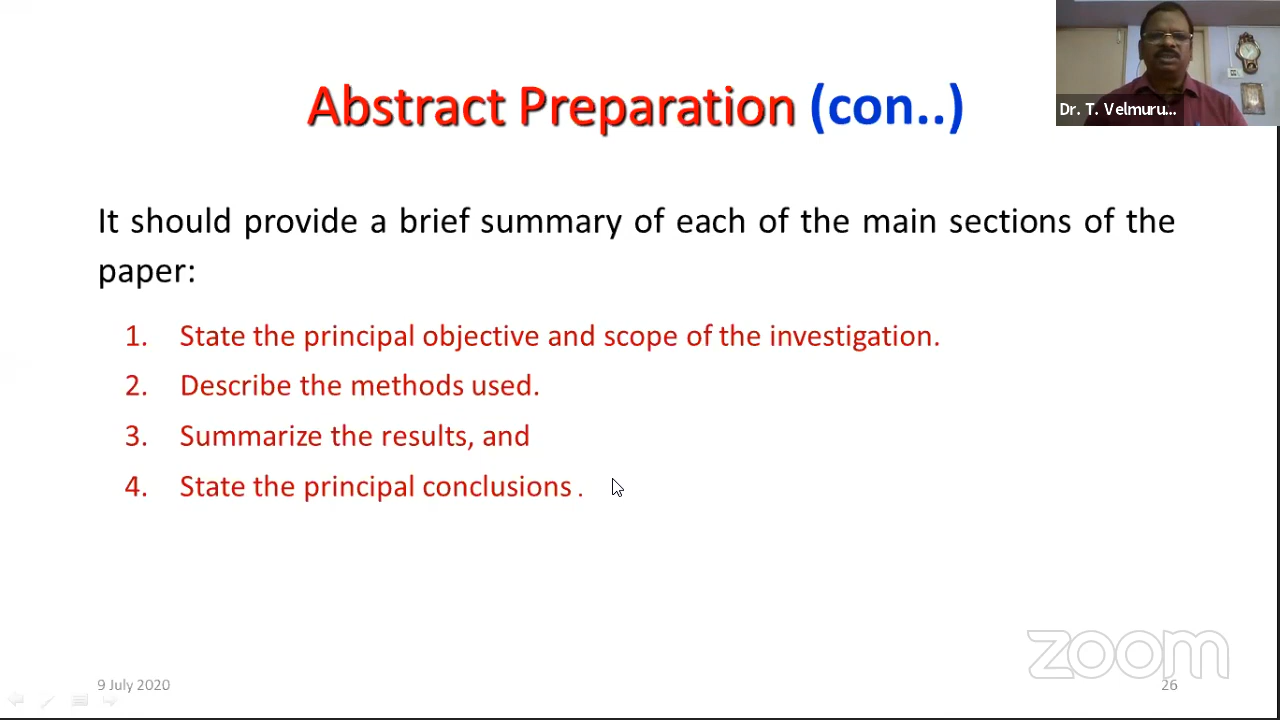 Abstract Preparation (con..)
Dr. T. Velmuru...
It should provide a brief summary of each of the main sections of the
paper:
1. State the principal objective and scope of the investigation.
2. Describe the methods used.
3. Summarize the results, and
4. State the principal conclusions .
zoom
9 July 2020
26